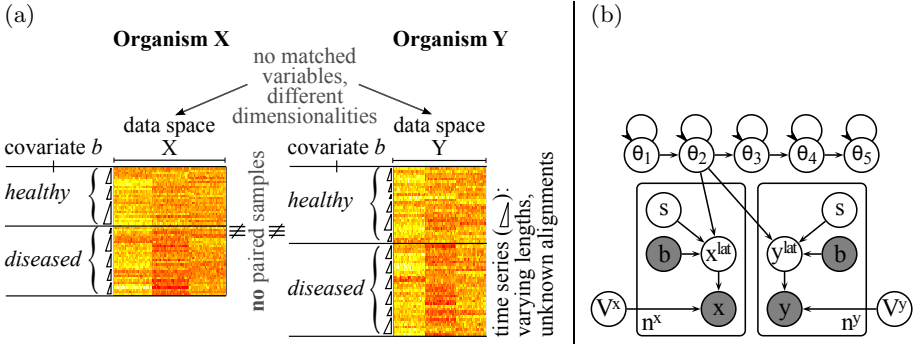 (a)
Organism X
Organism Y
no matched
variables,
different
dimensionalities
data space
X
covariate b
healthy
diseased
≢
no paired samples
≢
data space
Y
covariate b
healthy
diseased
time series ( ):
varying lengths,
unknown alignments
(b)
θ1 θ2 θ3 θ4 θ5
s s
b x^lat y^lat b
V^x x y V^y
n^x n^y